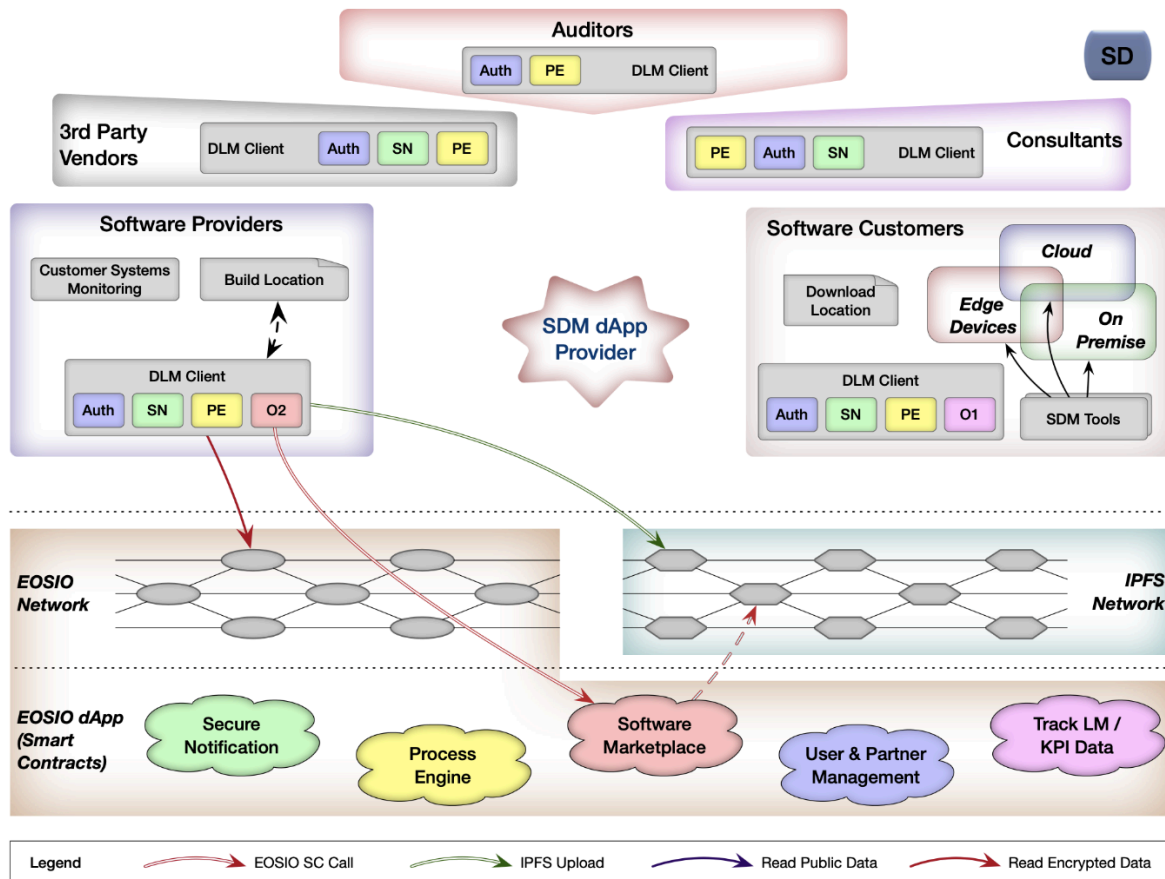 Auditors
Auth
PE
DLM Client
SD
3rd Party
Vendors
DLM Client
Auth
SN
PE
PE
Auth
SN
DLM Client
Consultants
Software Providers
Customer Systems
Monitoring
Build Location
DLM Client
Auth
SN
PE
O2
SDM dApp
Provider
Software Customers
Cloud
Download
Location
Edge
Devices
On
Premise
DLM Client
Auth
SN
PE
O1
SDM Tools
EOSIO
Network
IPFS
Network
EOSIO dApp
(Smart
Contracts)
Secure
Notification
Process
Engine
Software
Marketplace
User & Partner
Management
Track LM /
KPI Data
Legend
EOSIO SC Call
IPFS Upload
Read Public Data
Read Encrypted Data